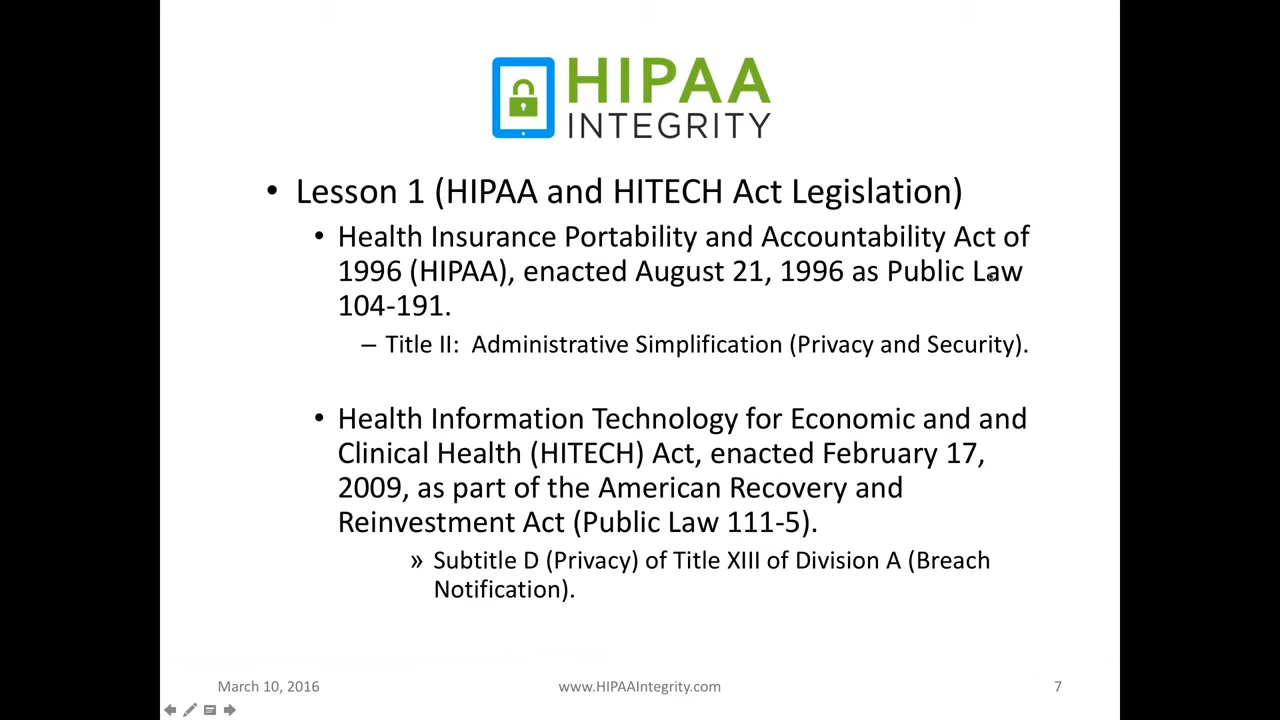 HIPAA
INTEGRITY
• Lesson 1 (HIPAA and HITECH Act Legislation)
• Health Insurance Portability and Accountability Act of
1996 (HIPAA), enacted August 21, 1996 as Public Law
104-191.
– Title II:  Administrative Simplification (Privacy and Security).
• Health Information Technology for Economic and and
Clinical Health (HITECH) Act, enacted February 17,
2009, as part of the American Recovery and
Reinvestment Act (Public Law 111-5).
» Subtitle D (Privacy) of Title XIII of Division A (Breach
Notification).
March 10, 2016
www.HIPAAIntegrity.com
7